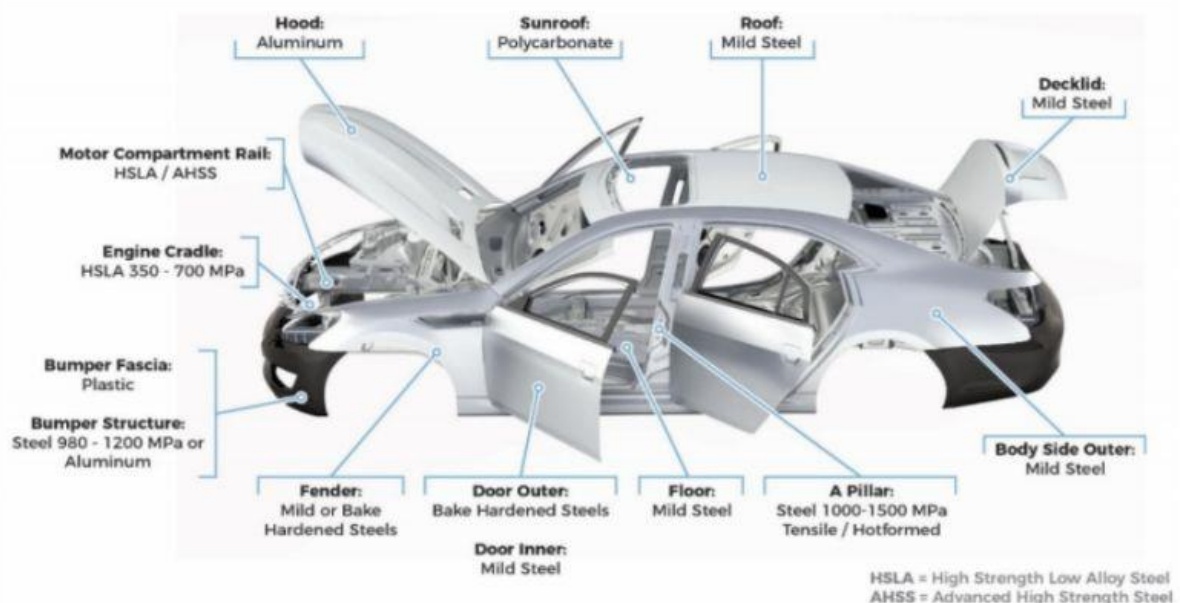 Hood:
Aluminum
Sunroof:
Polycarbonate
Roof:
Mild Steel
Decklid:
Mild Steel
Motor Compartment Rail:
HSLA / AHSS
Engine Cradle:
HSLA 350 - 700 MPa
Bumper Fascia:
Plastic
Bumper Structure:
Steel 980 - 1200 MPa or
Aluminum
Fender:
Mild or Bake
Hardened Steels
Door Outer:
Bake Hardened Steels
Door Inner:
Mild Steel
Floor:
Mild Steel
A Pillar:
Steel 1000-1500 MPa
Tensile / Hotformed
Body Side Outer:
Mild Steel
HSLA = High Strength Low Alloy Steel
AHSS = Advanced High Strength Steel